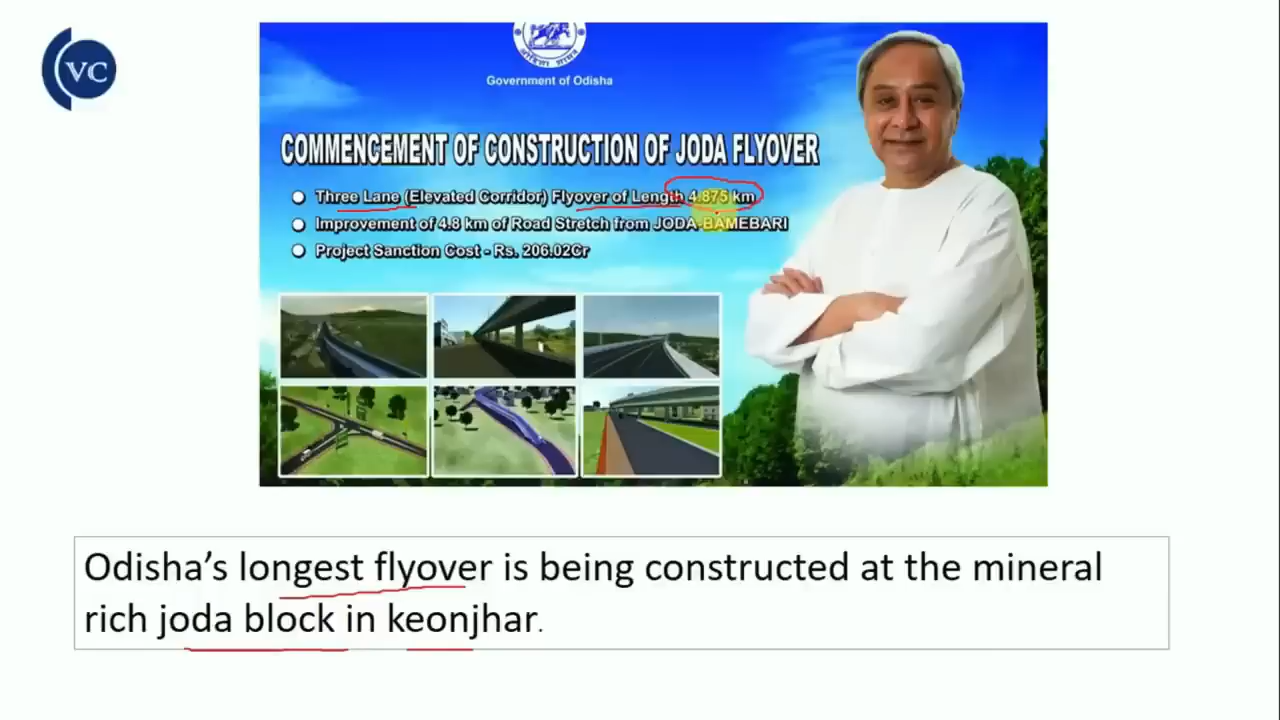 VC
Government of Odisha
COMMENCEMENT OF CONSTRUCTION OF JODA FLYOVER
Three Lane (Elevated Corridor) Flyover of Length 4.875 km
Improvement of 4.8 km of Road Stretch from JODA-BAMEBARI
Project Sanction Cost - Rs. 206.02Cr
Odisha’s longest flyover is being constructed at the mineral
rich joda block in keonjhar.